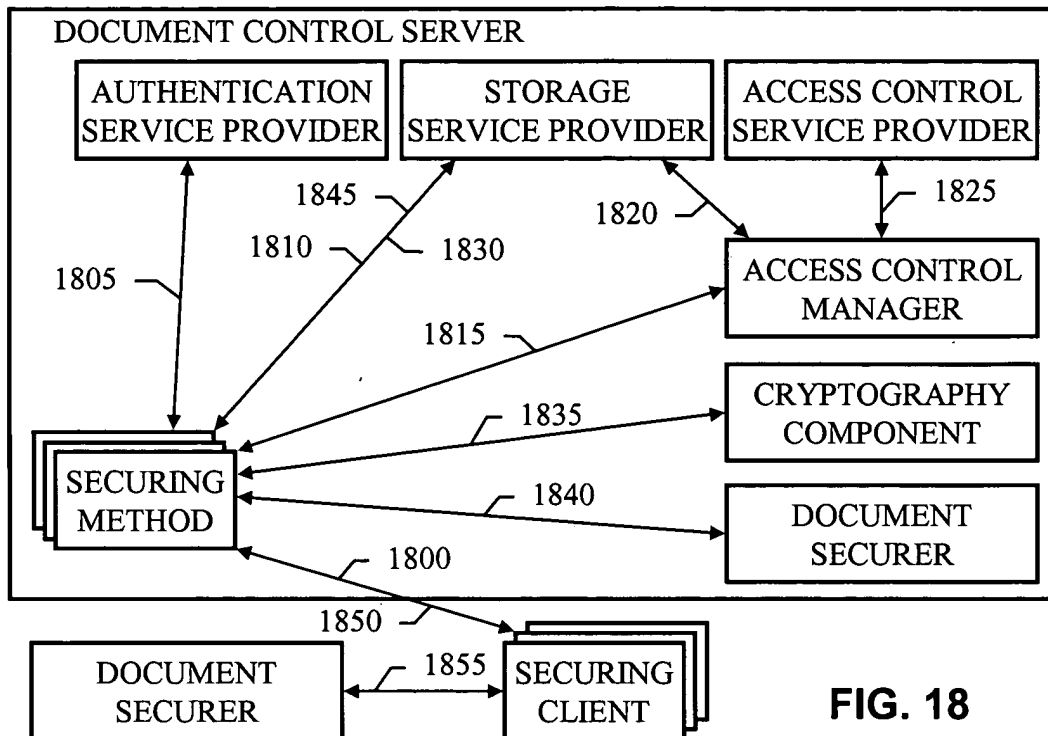 DOCUMENT CONTROL SERVER
AUTHENTICATION
SERVICE PROVIDER
STORAGE
SERVICE PROVIDER
ACCESS CONTROL
SERVICE PROVIDER
1845
1820
1825
1810
1830
1805
ACCESS CONTROL
MANAGER
1815
CRYPTOGRAPHY
COMPONENT
1835
SECURING
METHOD
1840
DOCUMENT
SECURER
1800
1850
DOCUMENT
SECURER
1855
SECURING
CLIENT
FIG. 18